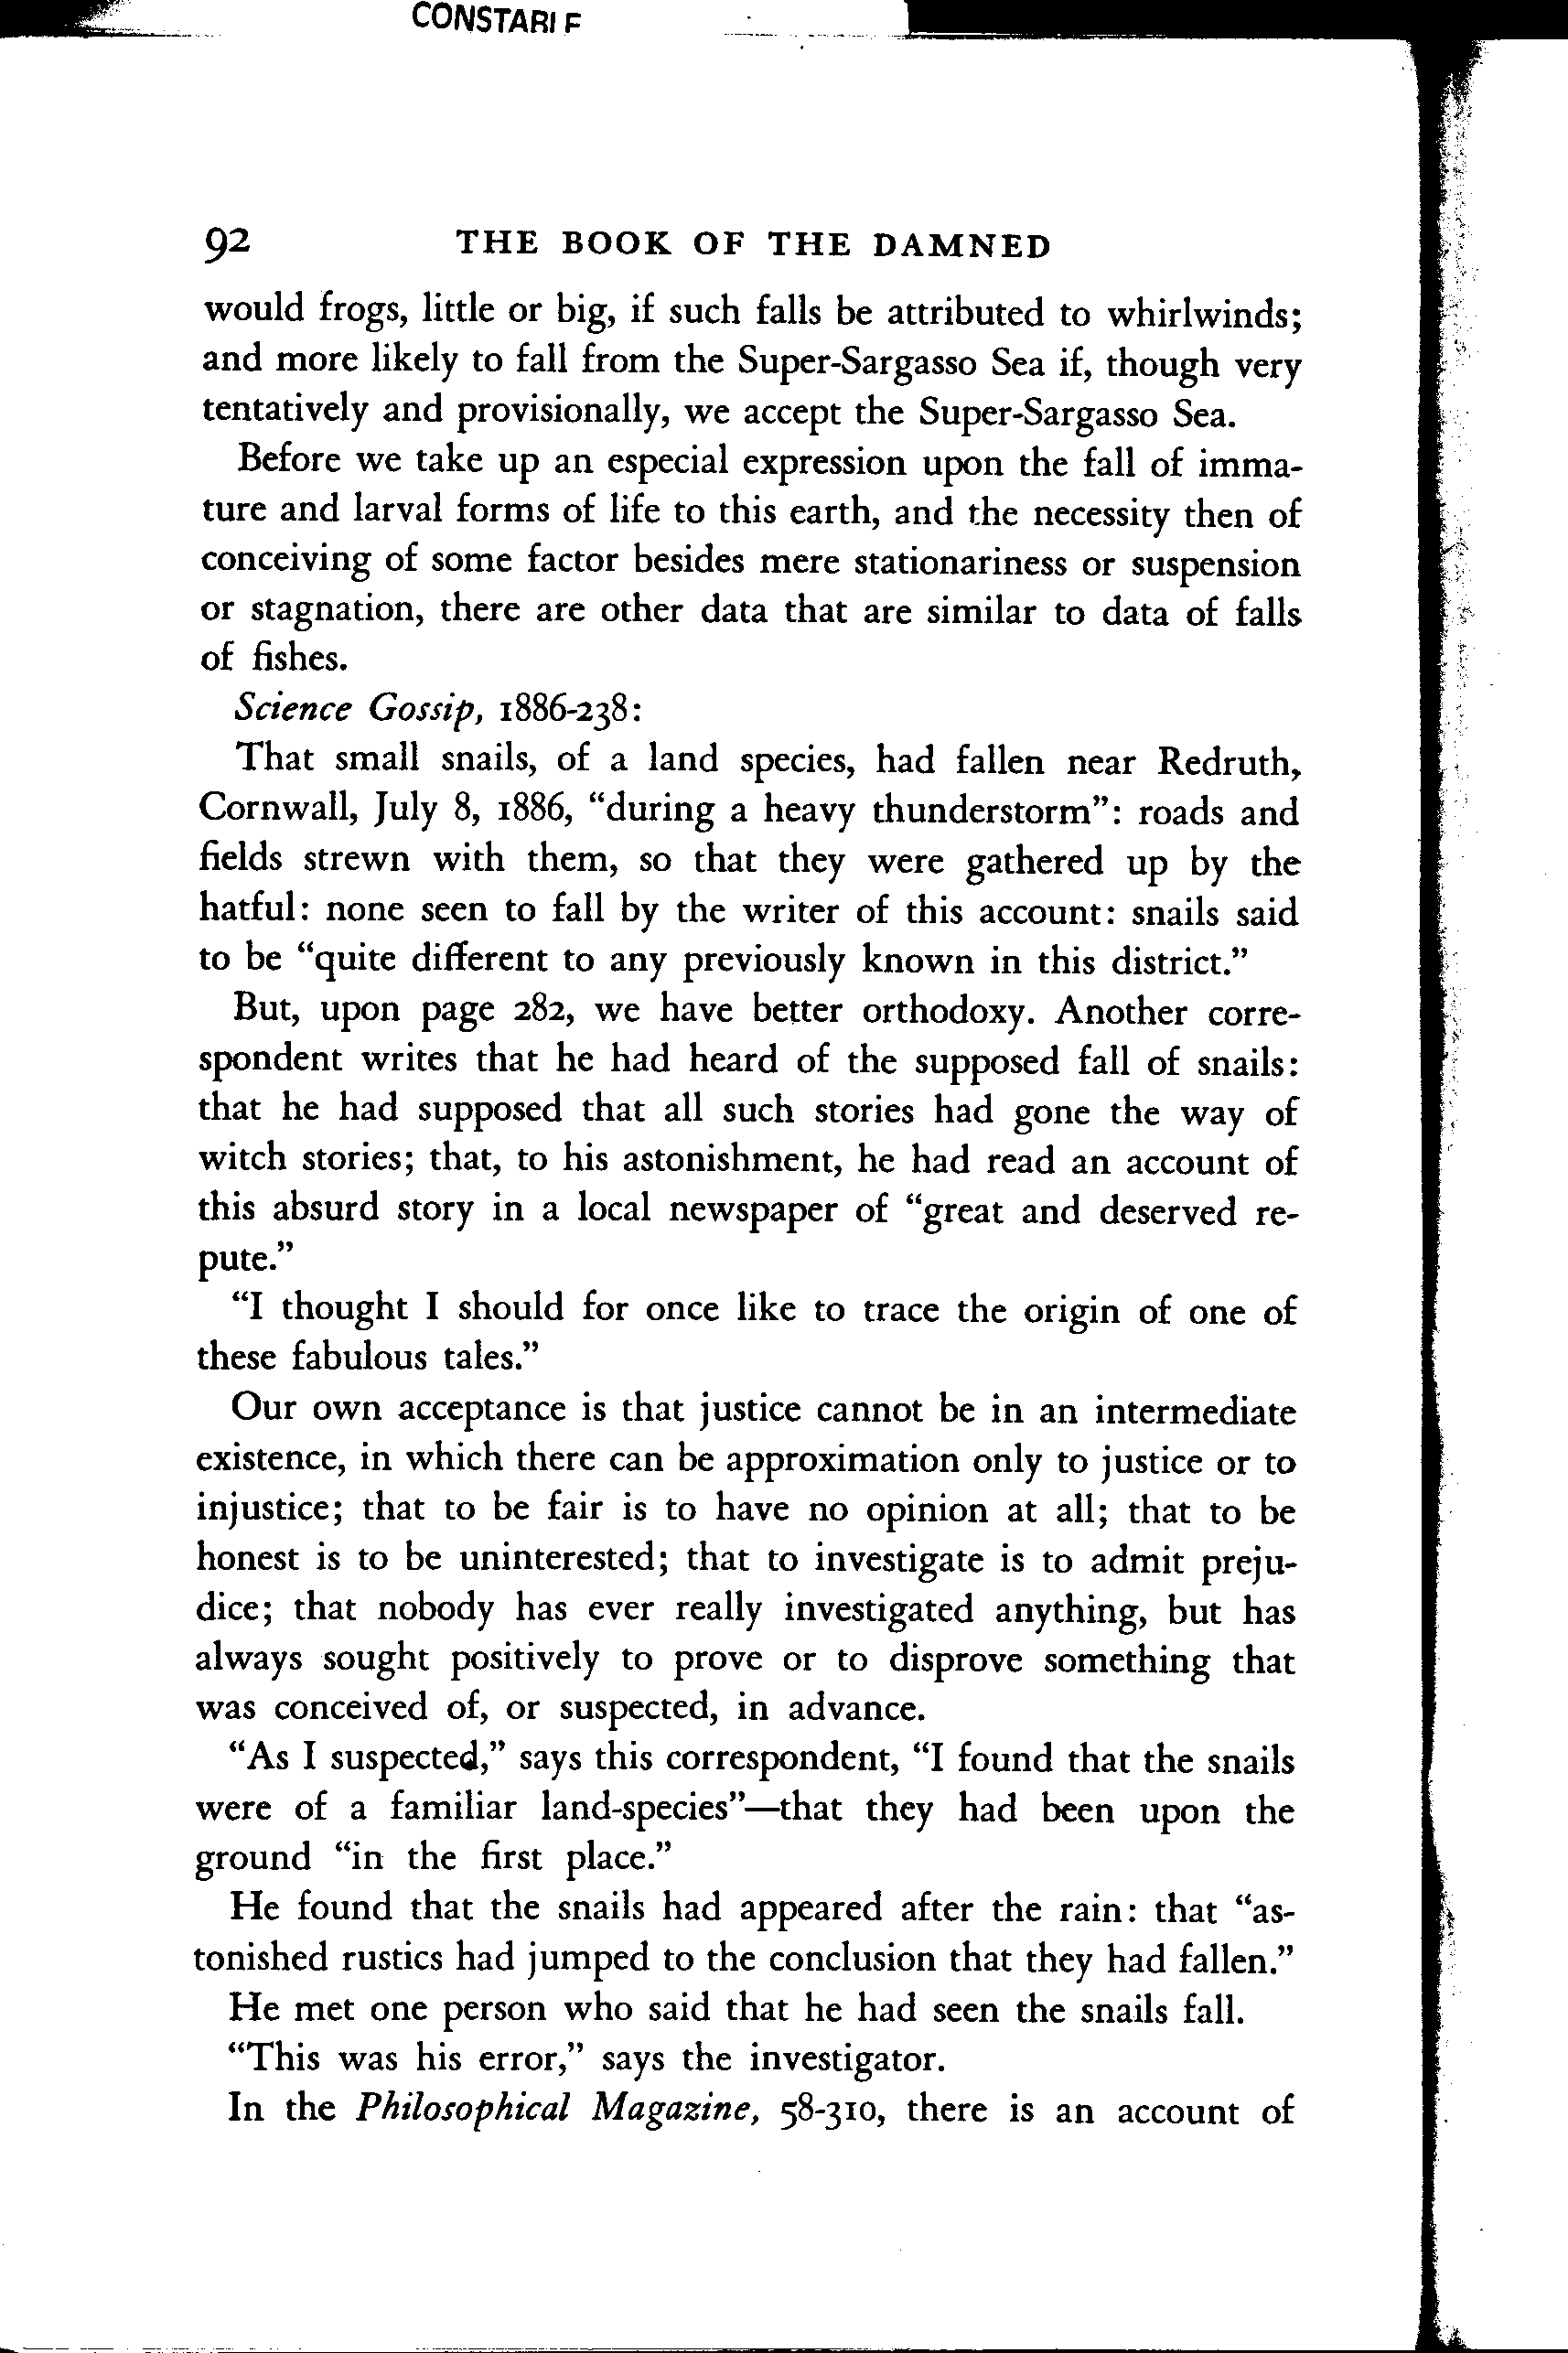 92 THE BOOK OF THE DAMNED
would frogs, little or big, if such falls be attributed to whirlwinds;
and more likely to fall from the Super-Sargasso Sea if, though very
tentatively and provisionally, we accept the Super-Sargasso Sea.
Before we take up an especial expression upon the fall of imma-
ture and larval forms of life to this earth, and the necessity then of
conceiving of some factor besides mere stationariness or suspension
or stagnation, there are other data that are similar to data of falls
of fishes.
Science Gossip, 1886-238:
That small snails, of a land species, had fallen near Redruth,
Cornwall, July 8, 1886, “during a heavy thunderstorm”: roads and
fields strewn with them, so that they were gathered up by the
hatful: none seen to fall by the writer of this account: snails said
to be “quite different to any previously known in this district.”
But, upon page 282, we have better orthodoxy. Another corre-
spondent writes that he had heard of the supposed fall of snails:
that he had supposed that all such stories had gone the way of
witch stories; that, to his astonishment, he had read an account of
this absurd story in a local newspaper of “great and deserved re-
pute.”
“I thought I should for once like to trace the origin of one of
these fabulous tales.”
Our own acceptance is that justice cannot be in an intermediate
existence, in which there can be approximation only to justice or to
injustice; that to be fair is to have no opinion at all; that to be
honest is to be uninterested; that to investigate is to admit preju-
dice; that nobody has ever really investigated anything, but has
always sought positively to prove or to disprove something that
was conceived of, or suspected, in advance.
“As I suspected,” says this correspondent, “I found that the snails
were of a familiar land-species”—that they had been upon the
ground “in the first place.”
He found that the snails had appeared after the rain: that “as-
tonished rustics had jumped to the conclusion that they had fallen.”
He met one person who said that he had seen the snails fall.
“This was his error,” says the investigator.
In the Philosophical Magazine, 58-310, there is an account of